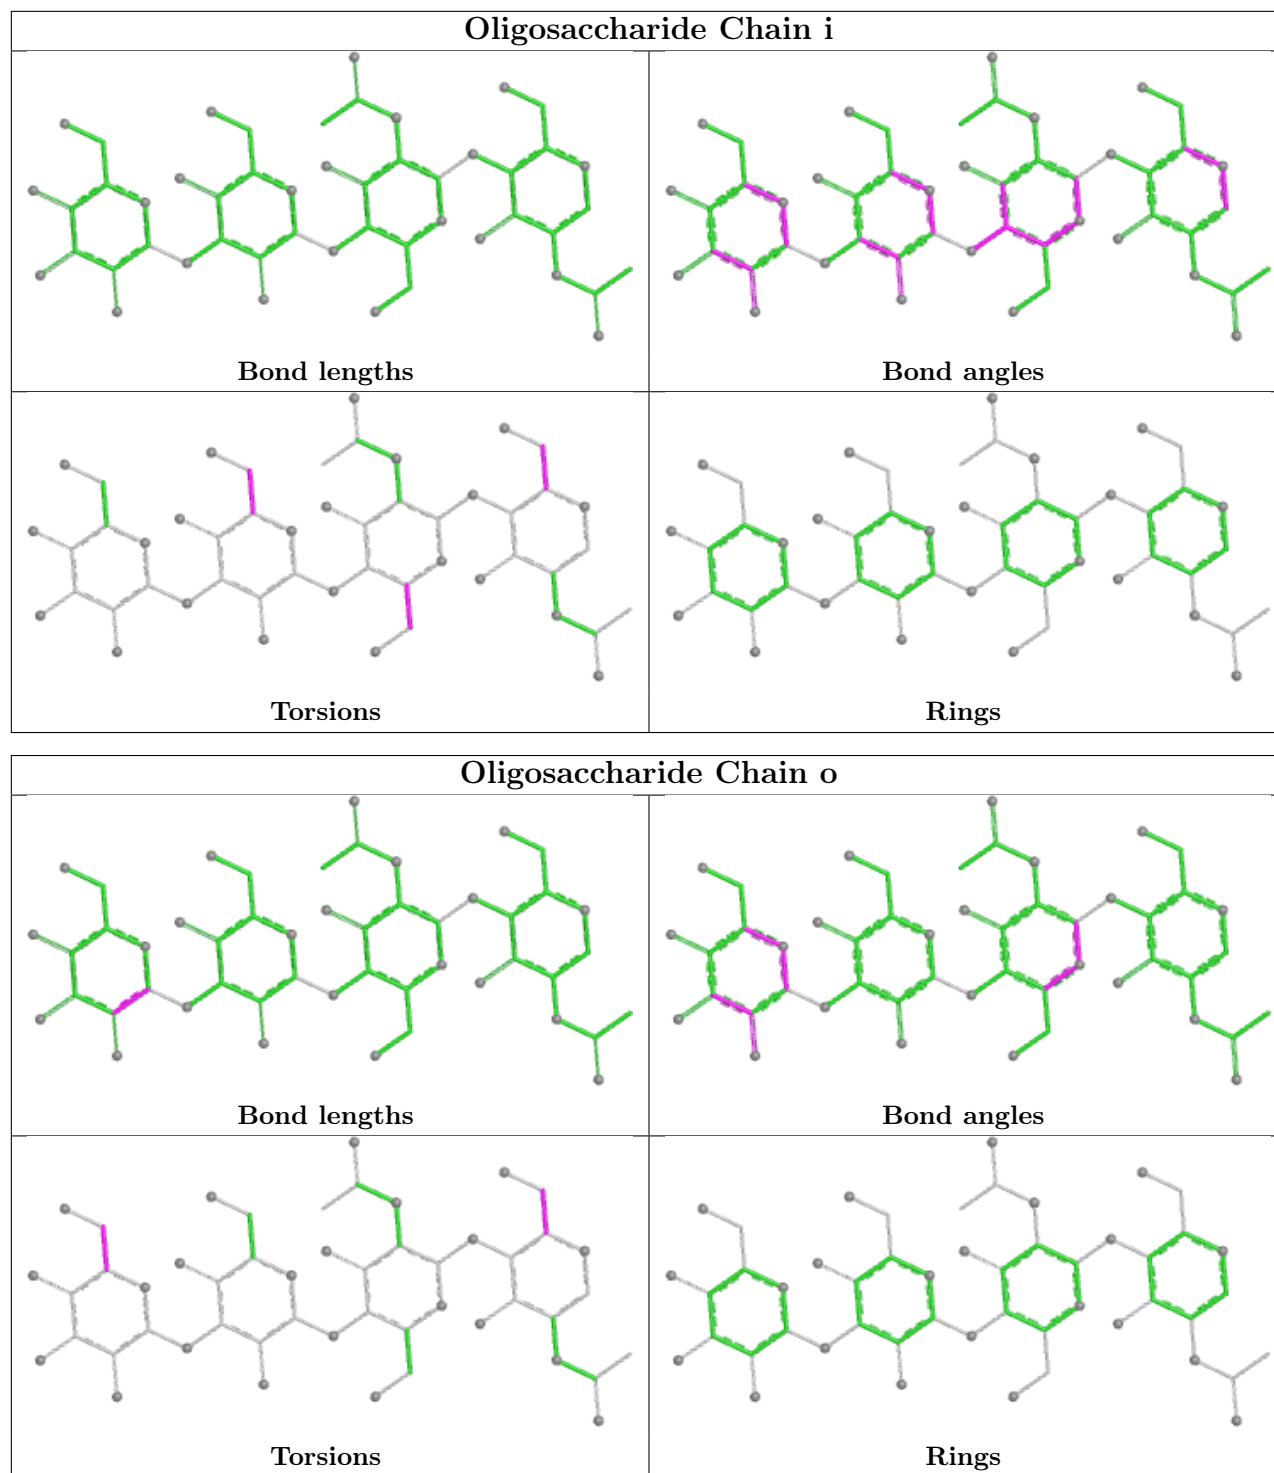 Oligosaccharide Chain i
Bond lengths
Bond angles
Torsions
Rings
Oligosaccharide Chain o
Bond lengths
Bond angles
Torsions
Rings